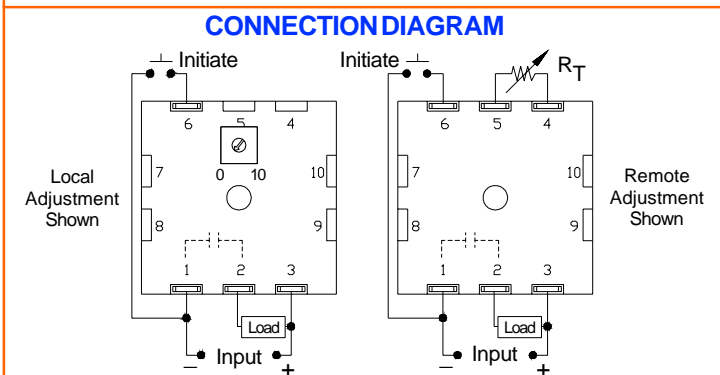 CONNECTION DIAGRAM
Initiate
6 5 4
Local
Adjustment
Shown
0 10
7 10
8 9
1 2 3
Load
Input
– +
Initiate
RT
6 5 4
7 10
Remote
Adjustment
Shown
8 9
1 2 3
Load
Input
– +